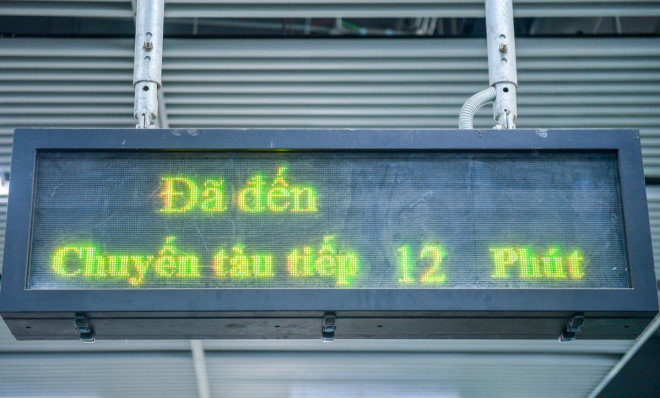 Đã đến
Chuyến tàu tiếp 12 Phút